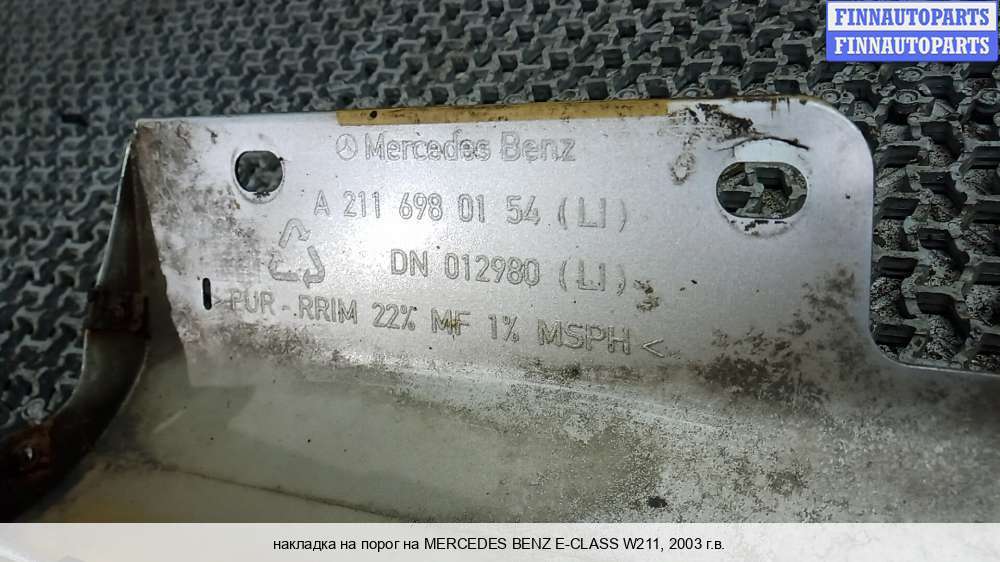 FINNAUTOPARTS
FINNAUTOPARTS
Mercedes Benz
A 211 698 01 54 (LI)
DN 012980 (LI)
>PUR-RRIM 22% MF 1% MSPH<
накладка на порог на MERCEDES BENZ E-CLASS W211, 2003 г.в.